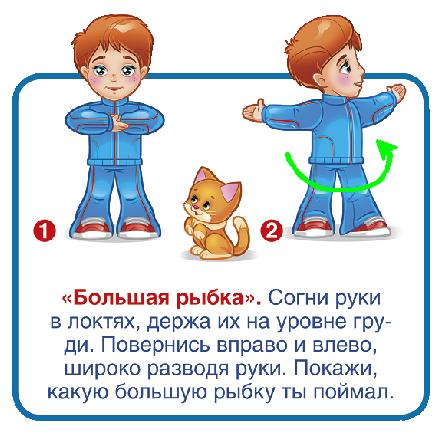 1
2
«Большая рыбка». Согни руки
в локтях, держа их на уровне гру-
ди. Повернись вправо и влево,
широко разводя руки. Покажи,
какую большую рыбку ты поймал.